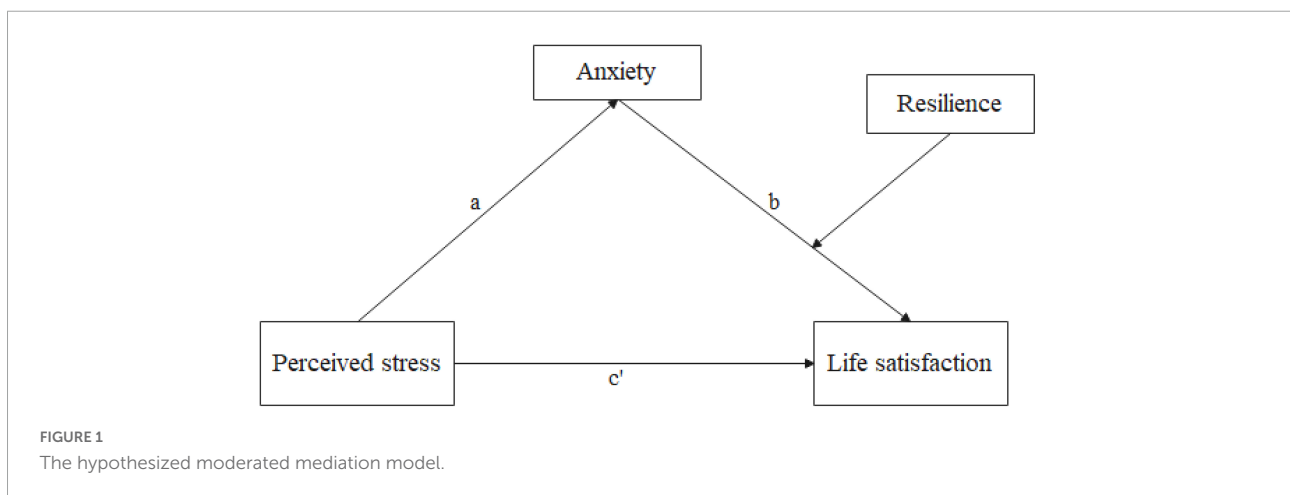 Anxiety
Resilience
a
b
Perceived stress
Life satisfaction
c'
FIGURE 1
The hypothesized moderated mediation model.